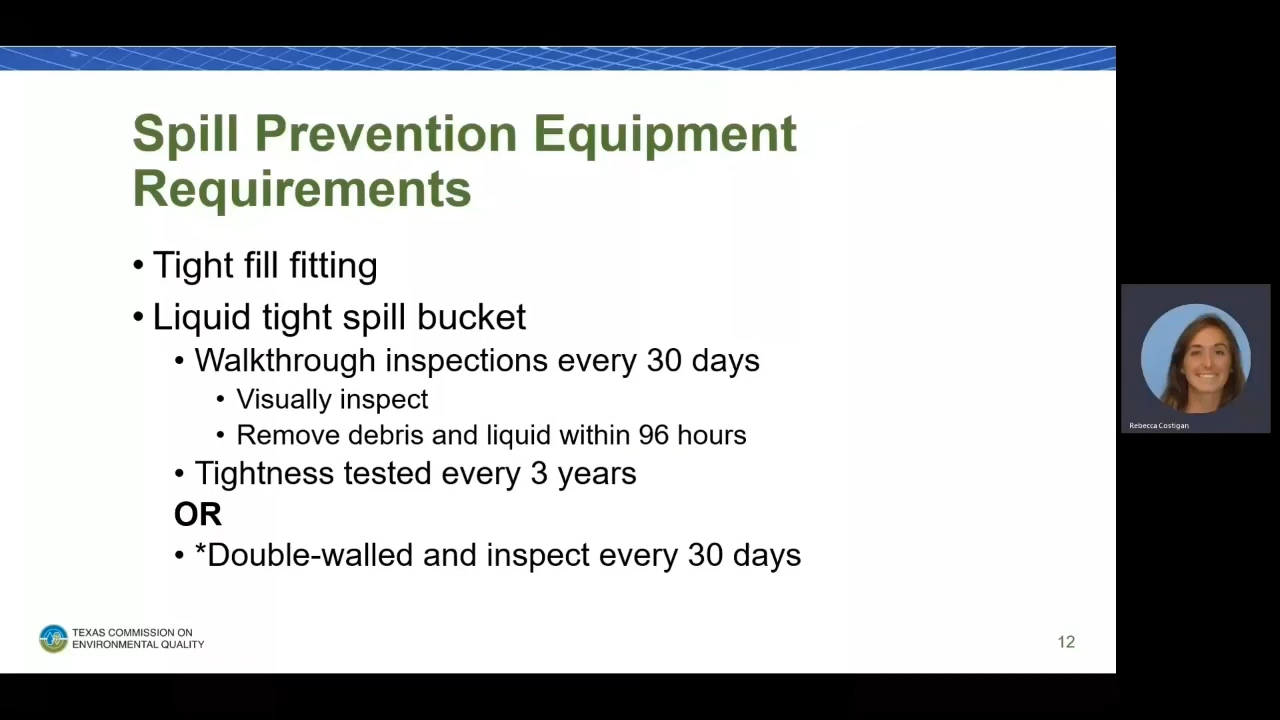 Spill Prevention Equipment
Requirements
• Tight fill fitting
• Liquid tight spill bucket
• Walkthrough inspections every 30 days
• Visually inspect
• Remove debris and liquid within 96 hours
• Tightness tested every 3 years
OR
• *Double-walled and inspect every 30 days
TEXAS COMMISSION ON
ENVIRONMENTAL QUALITY
12
Rebecca Costigan